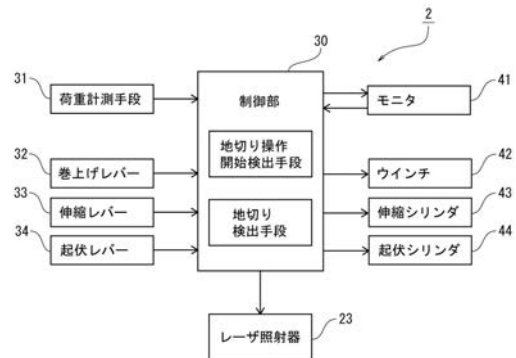 2
30
31
荷重計測手段
制御部
モニタ
41
地切り操作
開始検出手段
32
巻上げレバー
ウインチ
42
33
伸縮レバー
地切り
検出手段
伸縮シリンダ
43
34
起伏レバー
起伏シリンダ
44
レーザ照射器
23